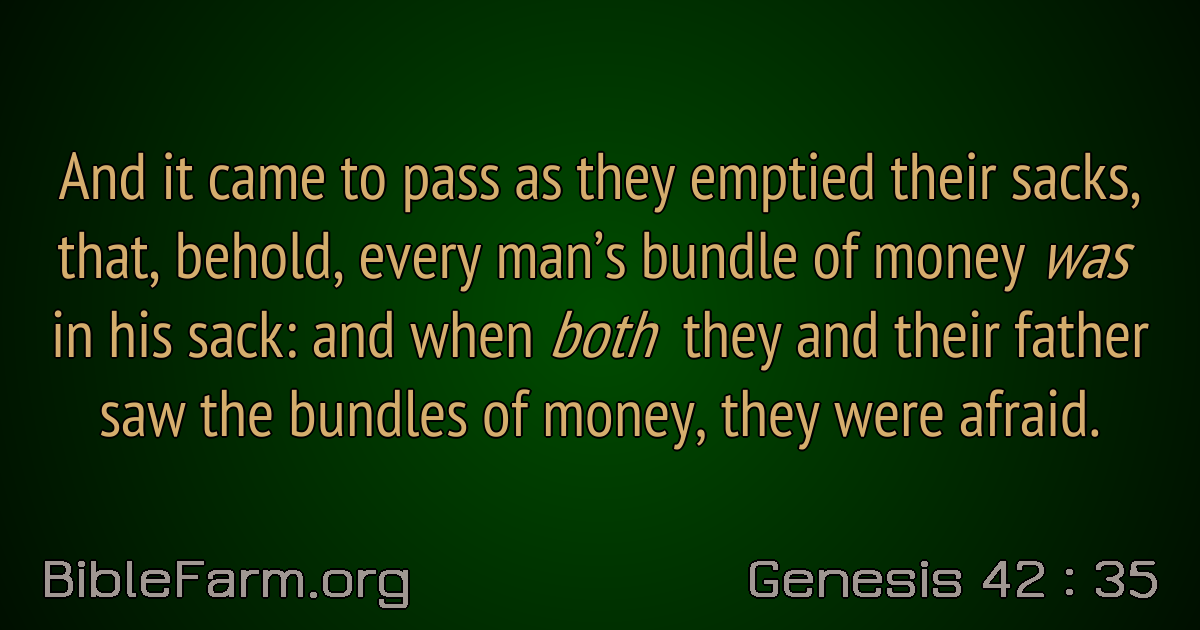 And it came to pass as they emptied their sacks,
that, behold, every man’s bundle of money was
in his sack: and when both they and their father
saw the bundles of money, they were afraid.
BibleFarm.org
Genesis 42 : 35